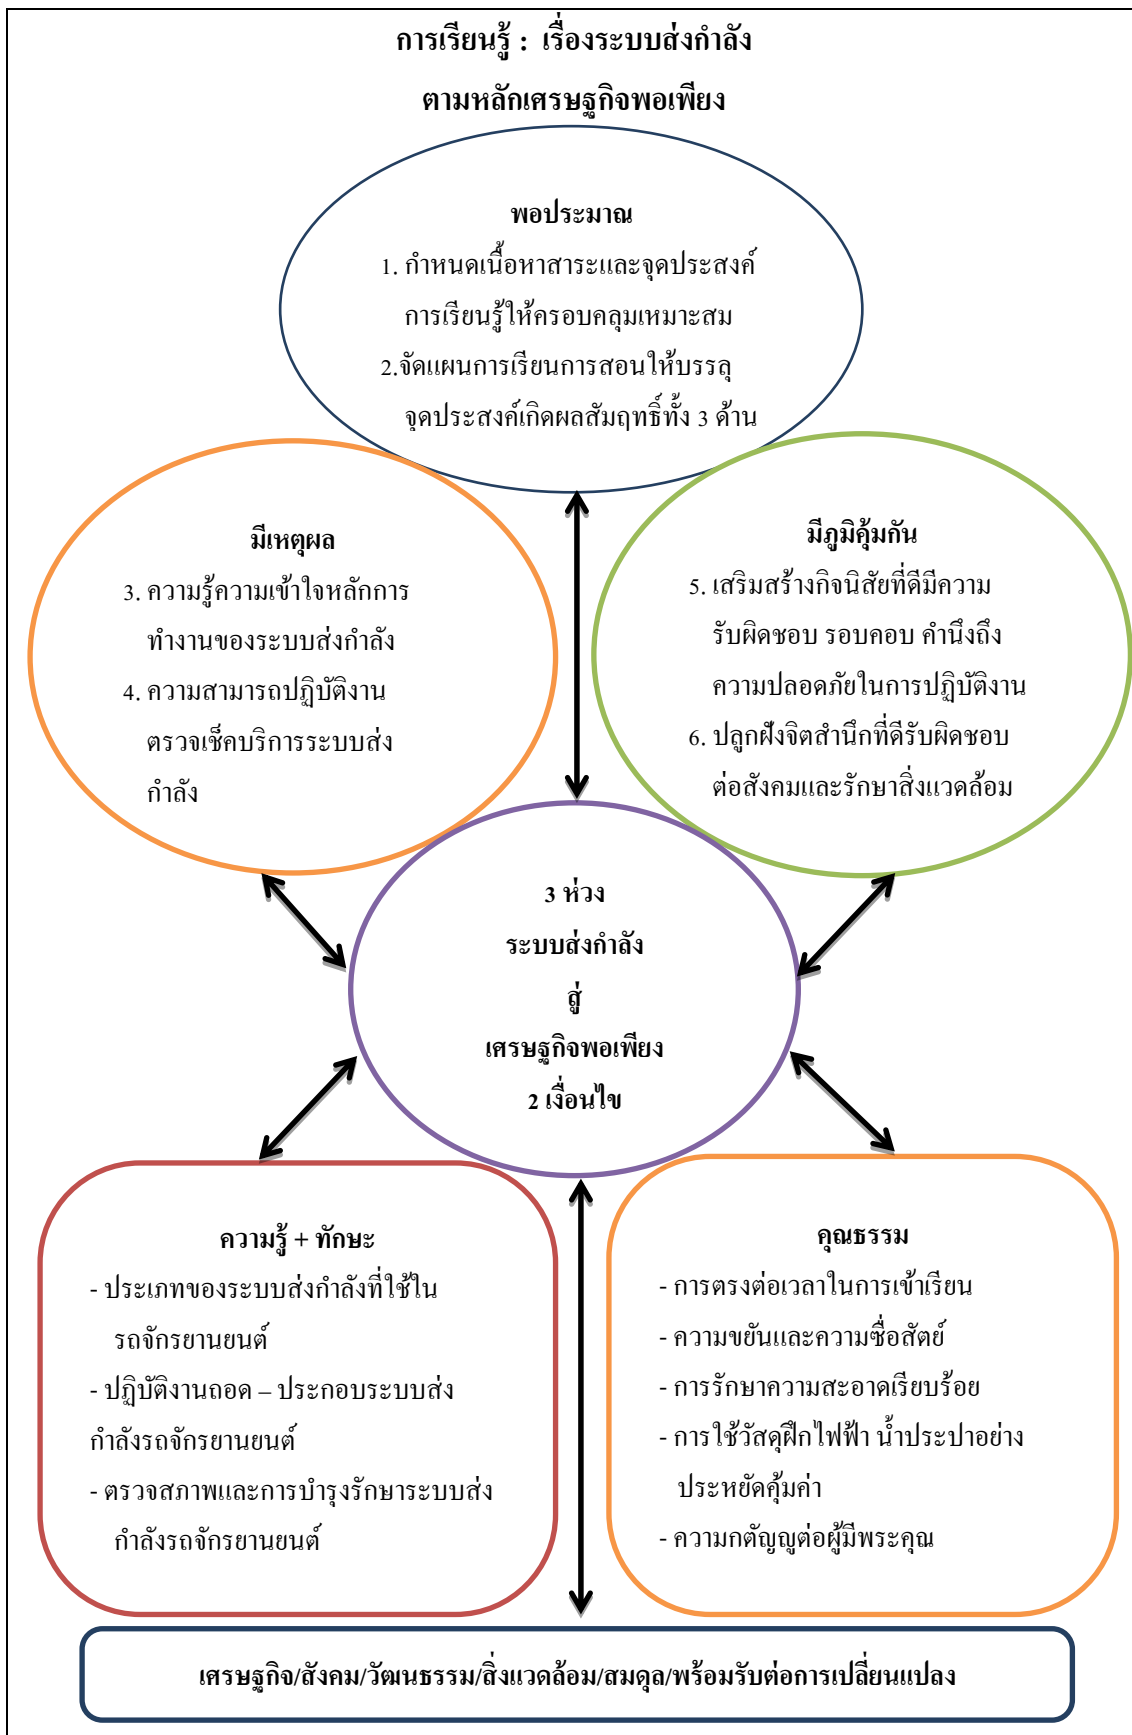 การเรียนรู้ : เรื่องระบบส่งกำลัง
ตามหลักเศรษฐกิจพอเพียง
พอประมาณ
1. กำหนดเนื้อหาสาระและจุดประสงค์
การเรียนรู้ให้ครอบคลุมเหมาะสม
2.จัดแผนการเรียนการสอนให้บรรลุ
จุดประสงค์เกิดผลสัมฤทธิ์ทั้ง 3 ด้าน
มีเหตุผล
3. ความรู้ความเข้าใจหลักการ
ทำงานของระบบส่งกำลัง
4. ความสามารถปฏิบัติงาน
ตรวจเช็คบริการระบบส่ง
กำลัง
มีภูมิคุ้มกัน
5. เสริมสร้างกิจนิสัยที่ดีมีความ
รับผิดชอบ รอบคอบ คำนึงถึง
ความปลอดภัยในการปฏิบัติงาน
6. ปลูกฝังจิตสำนึกที่ดีรับผิดชอบ
ต่อสังคมและรักษาสิ่งแวดล้อม
3 ห่วง
ระบบส่งกำลัง
สู่
เศรษฐกิจพอเพียง
2 เงื่อนไข
ความรู้ + ทักษะ
- ประเภทของระบบส่งกำลังที่ใช้ใน
รถจักรยานยนต์
- ปฏิบัติงานถอด – ประกอบระบบส่ง
กำลังรถจักรยานยนต์
- ตรวจสภาพและการบำรุงรักษาระบบส่ง
กำลังรถจักรยานยนต์
คุณธรรม
- การตรงต่อเวลาในการเข้าเรียน
- ความขยันและความซื่อสัตย์
- การรักษาความสะอาดเรียบร้อย
- การใช้วัสดุฝึกไฟฟ้า น้ำประปาอย่าง
ประหยัดคุ้มค่า
- ความกตัญญูต่อผู้มีพระคุณ
เศรษฐกิจ/สังคม/วัฒนธรรม/สิ่งแวดล้อม/สมดุล/พร้อมรับต่อการเปลี่ยนแปลง